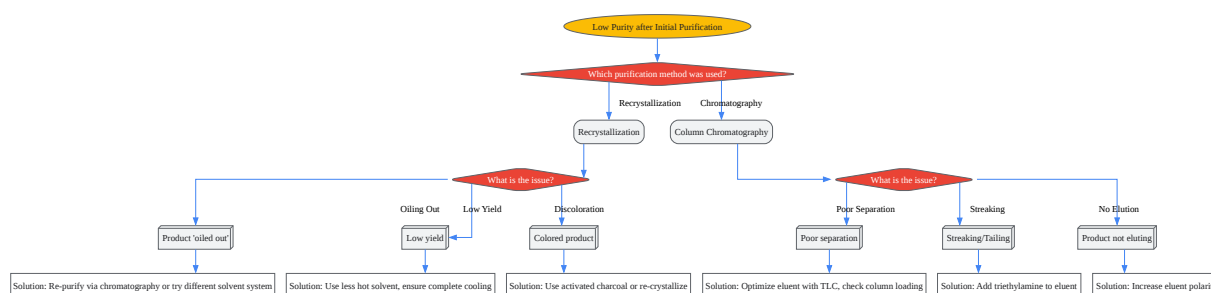 Low Purity after Initial Purification
Which purification method was used?
Recrystallization
Chromatography
Recrystallization
Column Chromatography
What is the issue?
What is the issue?
Oiling Out
Low Yield
Discoloration
Poor Separation
Streaking
No Elution
Product 'oiled out'
Low yield
Colored product
Poor separation
Streaking/Tailing
Product not eluting
Solution: Re-purify via chromatography or try different solvent system
Solution: Use less hot solvent, ensure complete cooling
Solution: Use activated charcoal or re-crystallize
Solution: Optimize eluent with TLC, check column loading
Solution: Add triethylamine to eluent
Solution: Increase eluent